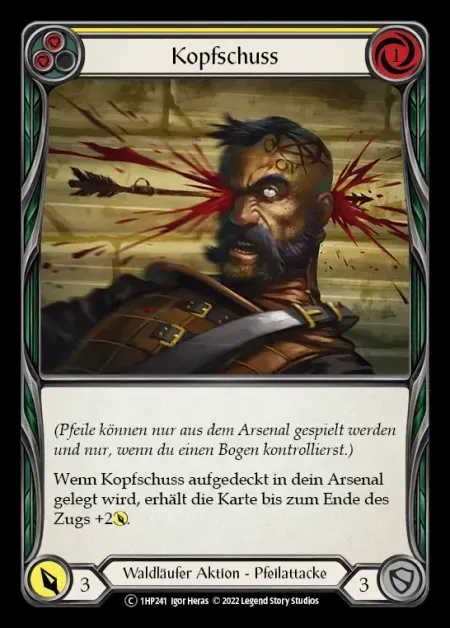 Kopfschuss
1
(Pfeile können nur aus dem Arsenal gespielt werden
und nur, wenn du einen Bogen kontrollierst.)
Wenn Kopfschuss aufgedeckt in dein Arsenal
gelegt wird, erhält die Karte bis zum Ende des
Zugs +2.
3
Waldläufer Aktion - Pfeilattacke
3
C 1HP241 Igor Heras © 2022 Legend Story Studios